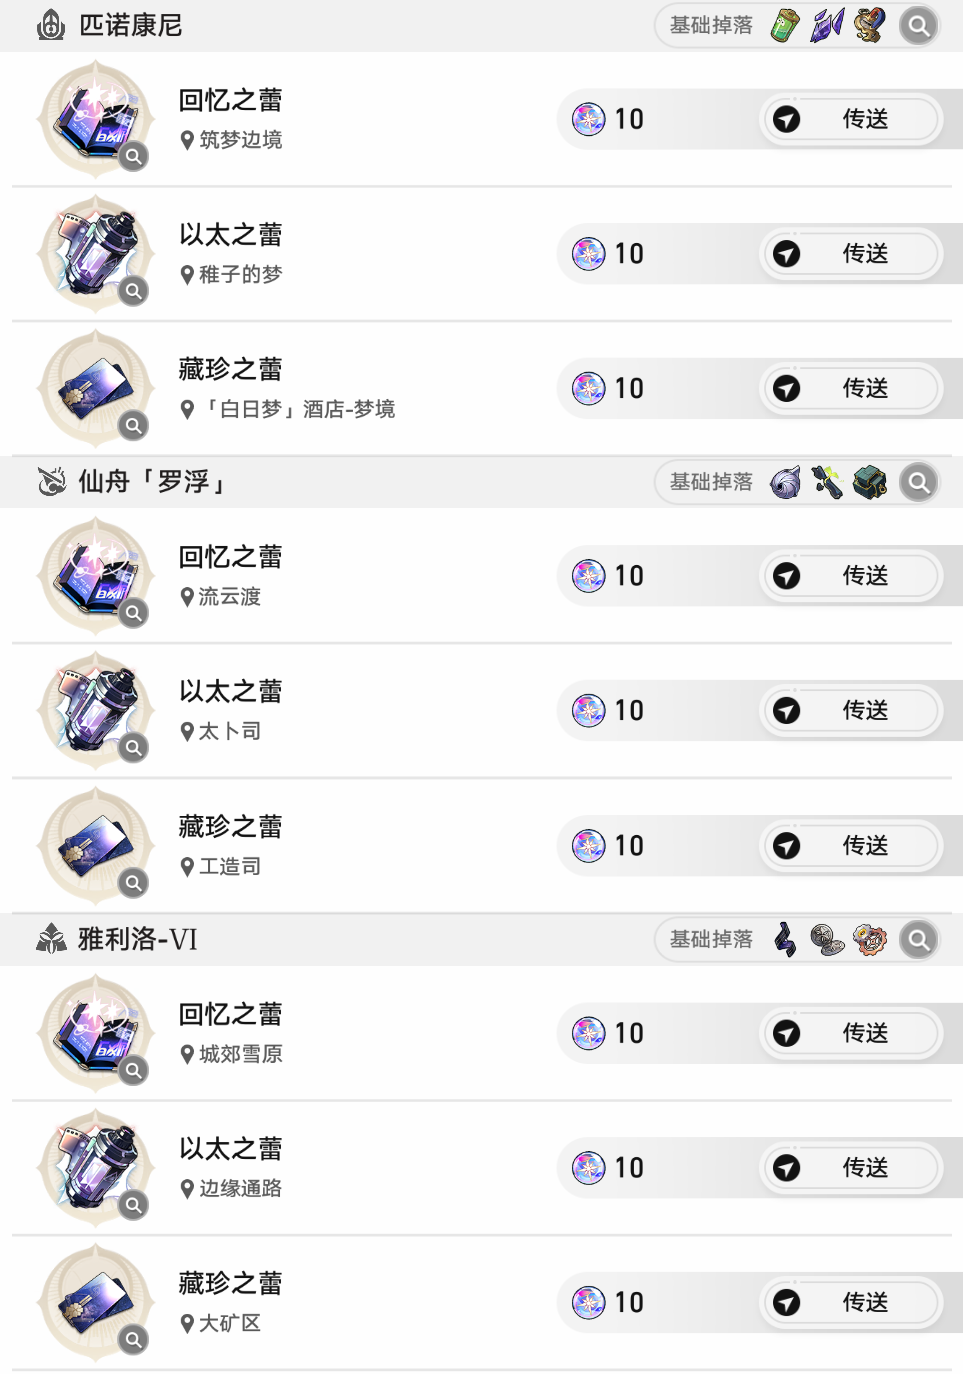 匹诺康尼
基础掉落
回忆之蕾
筑梦边境
10
传送
以太之蕾
稚子的梦
10
传送
藏珍之蕾
「白日梦」酒店-梦境
10
传送
仙舟「罗浮」
基础掉落
回忆之蕾
流云渡
10
传送
以太之蕾
太卜司
10
传送
藏珍之蕾
工造司
10
传送
雅利洛-VI
基础掉落
回忆之蕾
城郊雪原
10
传送
以太之蕾
边缘通路
10
传送
藏珍之蕾
大矿区
10
传送